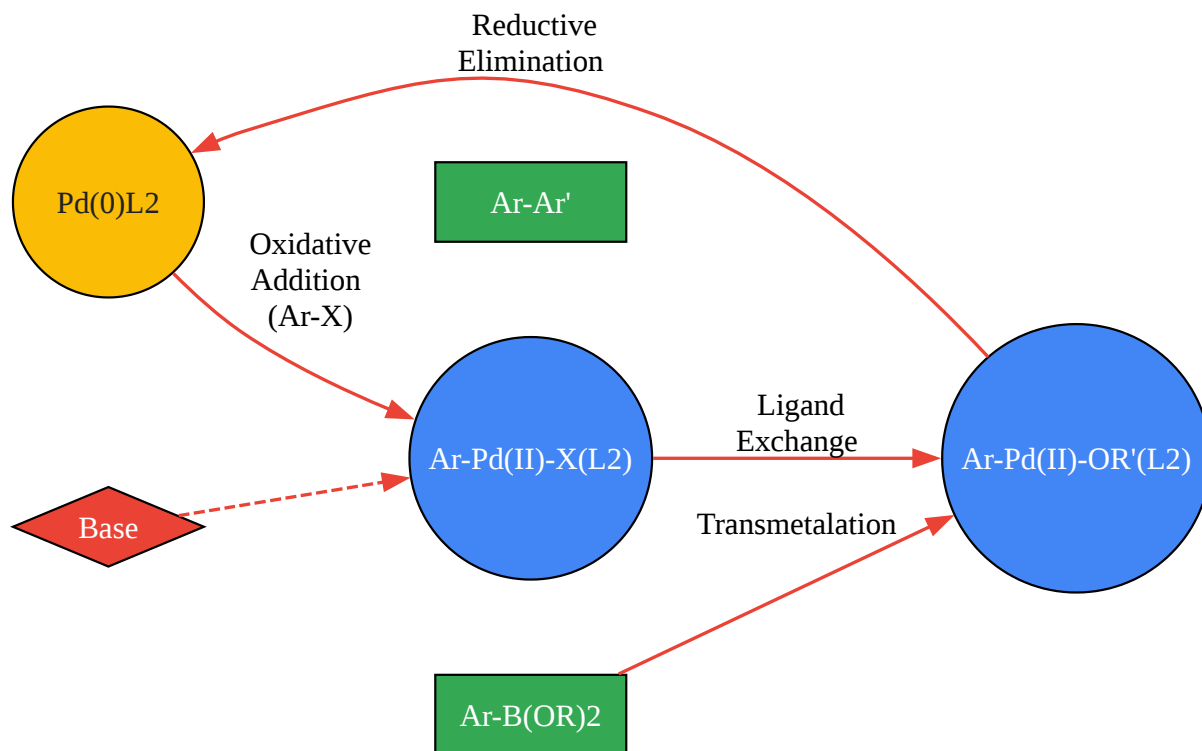 Reductive
Elimination
Pd(0)L2
Ar-Ar'
Oxidative
Addition
(Ar-X)
Ligand
Exchange
Ar-Pd(II)-X(L2)
Ar-Pd(II)-OR'(L2)
Base
Transmetalation
Ar-B(OR)2